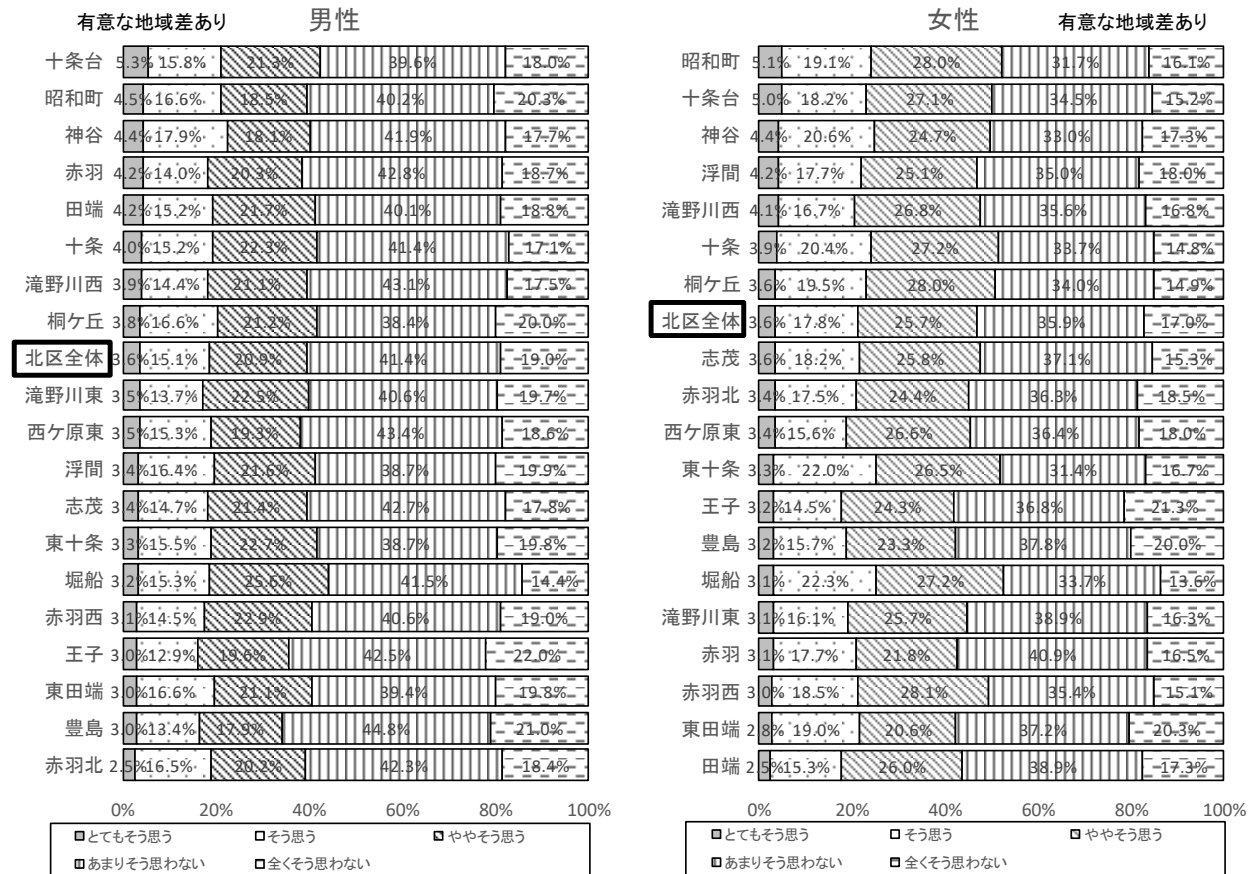 有意な地域差あり 男性
十条台 5.3% 15.8% 21.3% 39.6% 18.0%
昭和町 4.5% 16.6% 18.5% 40.2% 20.3%
神谷 4.4% 17.9% 18.1% 41.9% 17.7%
赤羽 4.2% 14.0% 20.3% 42.8% 18.7%
田端 4.2% 15.2% 21.7% 40.1% 18.8%
十条 4.0% 15.2% 22.3% 41.4% 17.1%
滝野川西 3.9% 14.4% 21.1% 43.1% 17.5%
桐ケ丘 3.8% 16.6% 21.2% 38.4% 20.0%
北区全体 3.6% 15.1% 20.9% 41.4% 19.0%
滝野川東 3.5% 13.7% 22.5% 40.6% 19.7%
西ケ原東 3.5% 15.3% 19.3% 43.4% 18.6%
浮間 3.4% 16.4% 21.6% 38.7% 19.9%
志茂 3.4% 14.7% 21.4% 42.7% 17.8%
東十条 3.3% 15.5% 22.7% 38.7% 19.8%
堀船 3.2% 15.3% 25.6% 41.5% 14.4%
赤羽西 3.1% 14.5% 22.9% 40.6% 19.0%
王子 3.0% 12.9% 19.6% 42.5% 22.0%
東田端 3.0% 16.6% 21.1% 39.4% 19.8%
豊島 3.0% 13.4% 17.9% 44.8% 21.0%
赤羽北 2.5% 16.5% 20.2% 42.3% 18.4%
0% 20% 40% 60% 80% 100%
とてもそう思う そう思う ややそう思う
あまりそう思わない 全くそう思わない
女性 有意な地域差あり
昭和町 5.1% 19.1% 28.0% 31.7% 16.1%
十条台 5.0% 18.2% 27.1% 34.5% 15.2%
神谷 4.4% 20.6% 24.7% 33.0% 17.3%
浮間 4.2% 17.7% 25.1% 35.0% 18.0%
滝野川西 4.1% 16.7% 26.8% 35.6% 16.8%
十条 3.9% 20.4% 27.2% 33.7% 14.8%
桐ケ丘 3.6% 19.5% 28.0% 34.0% 14.9%
北区全体 3.6% 17.8% 25.7% 35.9% 17.0%
志茂 3.6% 18.2% 25.8% 37.1% 15.3%
赤羽北 3.4% 17.5% 24.4% 36.3% 18.5%
西ケ原東 3.4% 15.6% 26.6% 36.4% 18.0%
東十条 3.3% 22.0% 26.5% 31.4% 16.7%
王子 3.2% 14.5% 24.3% 36.8% 21.3%
豊島 3.2% 15.7% 23.3% 37.8% 20.0%
堀船 3.1% 22.3% 27.2% 33.7% 13.6%
滝野川東 3.1% 16.1% 25.7% 38.9% 16.3%
赤羽 3.1% 17.7% 21.8% 40.9% 16.5%
赤羽西 3.0% 18.5% 28.1% 35.4% 15.1%
東田端 2.8% 19.0% 20.6% 37.2% 20.3%
田端 2.5% 15.3% 26.0% 38.9% 17.3%
0% 20% 40% 60% 80% 100%
とてもそう思う そう思う ややそう思う
あまりそう思わない 全くそう思わない